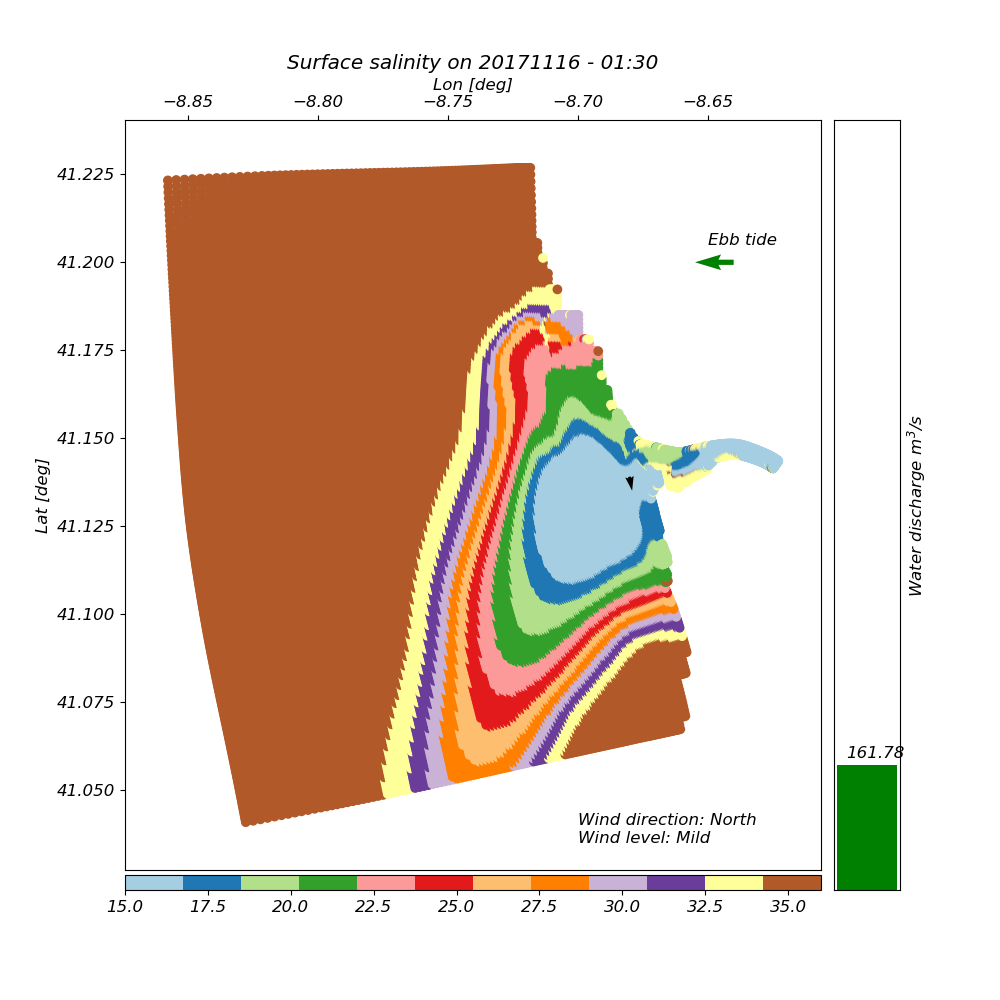 Surface salinity on 20171116 - 01:30
Lon [deg]
−8.85 −8.80 −8.75 −8.70 −8.65
41.225
41.200
41.175
41.150
41.125
41.100
41.075
41.050
Lat [deg]
Ebb tide
Wind direction: North
Wind level: Mild
15.0 17.5 20.0 22.5 25.0 27.5 30.0 32.5 35.0
161.78
Water discharge m³/s